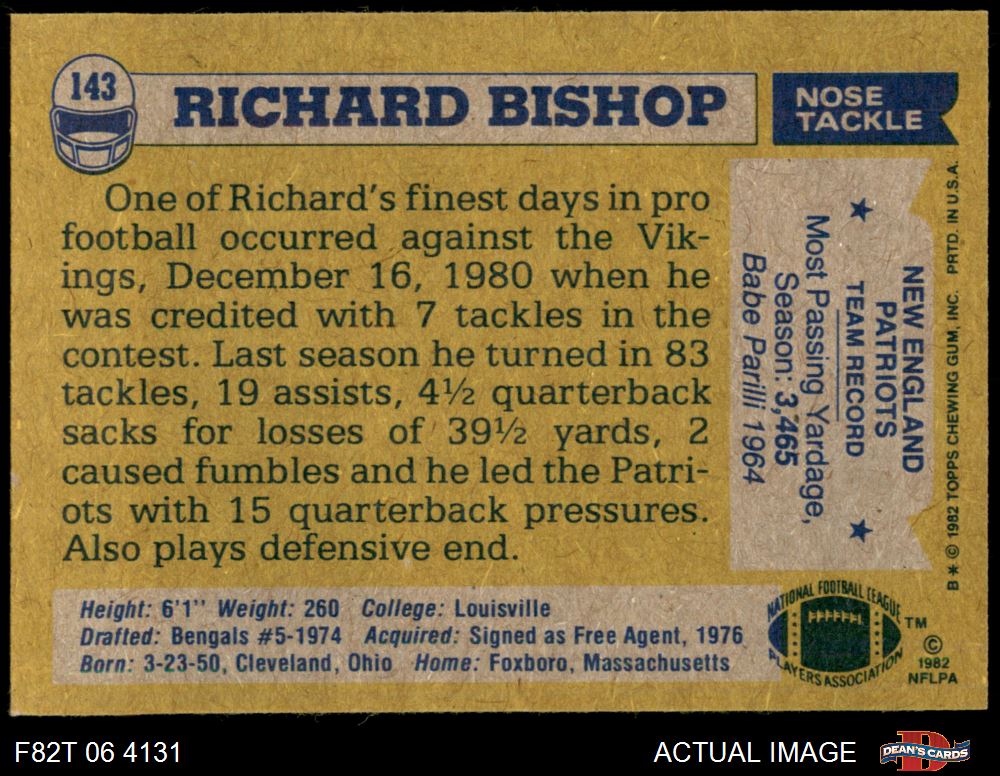 143
RICHARD BISHOP
NOSE
TACKLE
One of Richard's finest days in pro
football occurred against the Vik-
ings, December 16, 1980 when he
was credited with 7 tackles in the
contest. Last season he turned in 83
tackles, 19 assists, 4½ quarterback
sacks for losses of 39½ yards, 2
caused fumbles and he led the Patri-
ots with 15 quarterback pressures.
Also plays defensive end.
NEW ENGLAND
PATRIOTS
TEAM RECORD
Most Passing Yardage,
Season: 3,465
Babe Parilli 1964
B * © 1982 TOPPS CHEWING GUM, INC. PRTD. IN U.S.A.
Height: 6'1" Weight: 260 College: Louisville
Drafted: Bengals #5-1974 Acquired: Signed as Free Agent, 1976
Born: 3-23-50, Cleveland, Ohio Home: Foxboro, Massachusetts
NATIONAL FOOTBALL LEAGUE
PLAYERS ASSOCIATION
TM
©
1982
NFLPA
F82T 06 4131
ACTUAL IMAGE
D
DEAN'S CARDS